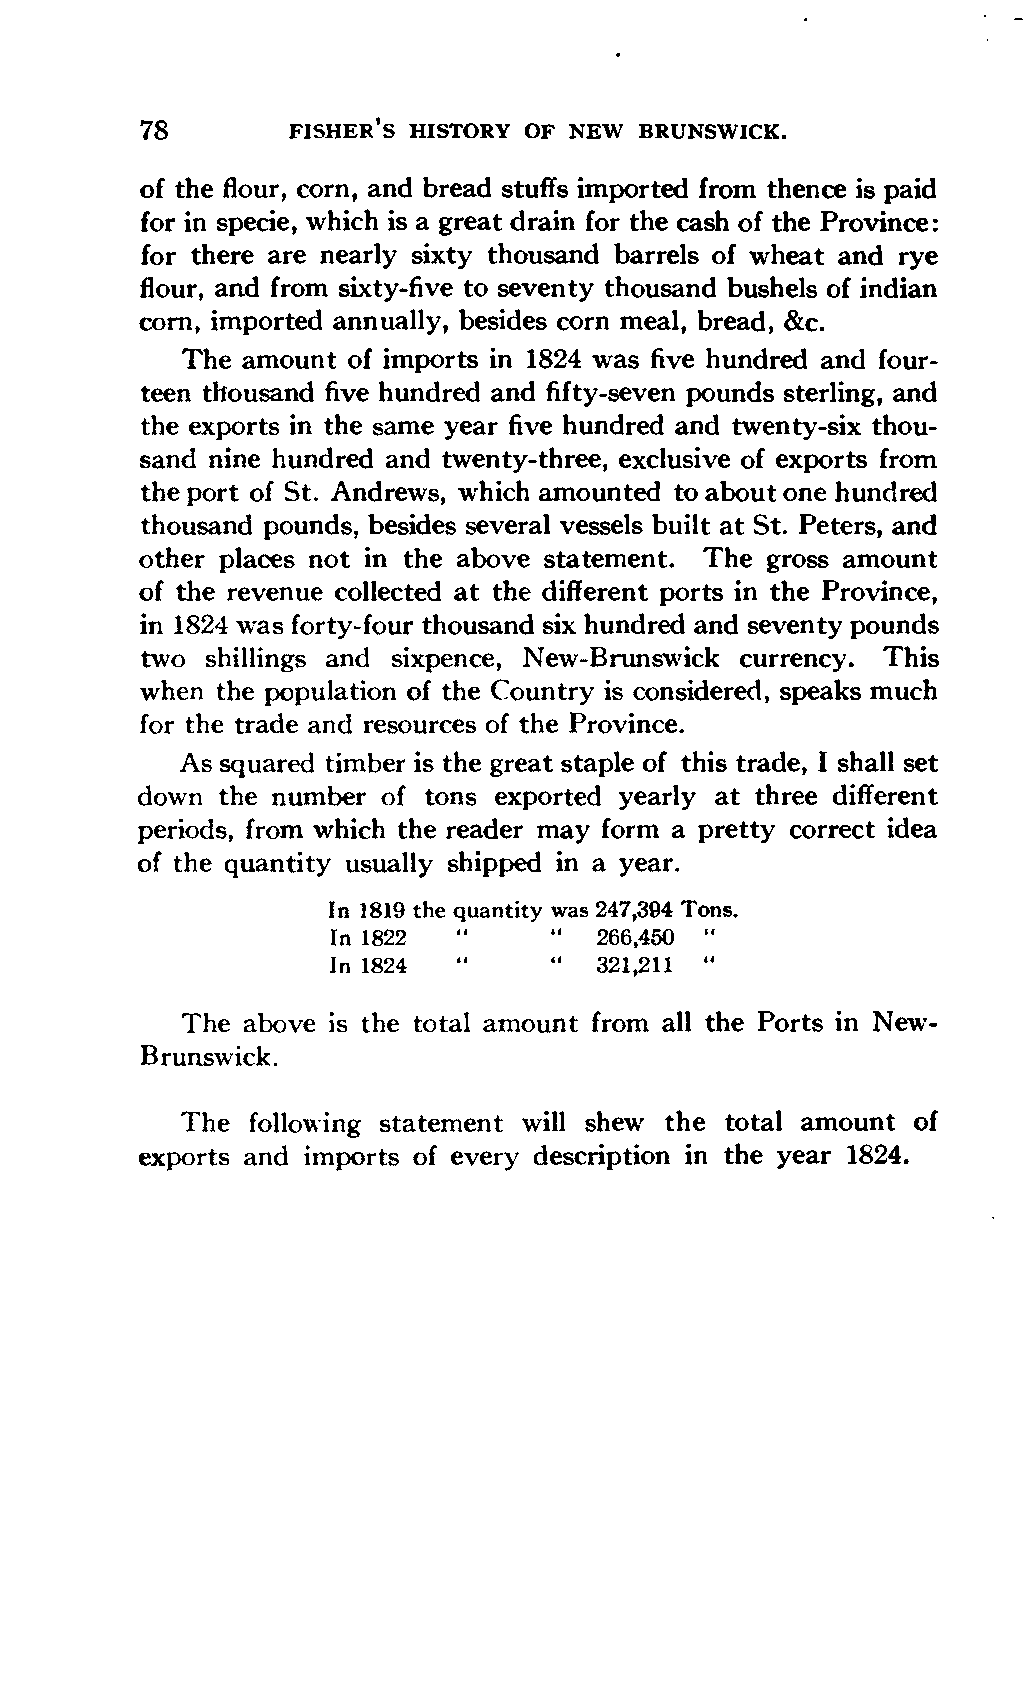 78 FISHER'S HISTORY OF NEW BRUNSWICK.
of the flour, corn, and bread stuffs imported from thence is paid
for in specie, which is a great drain for the cash of the Province:
for there are nearly sixty thousand barrels of wheat and rye
flour, and from sixty-five to seventy thousand bushels of indian
corn, imported annually, besides corn meal, bread, &c.
The amount of imports in 1824 was five hundred and four-
teen thousand five hundred and fifty-seven pounds sterling, and
the exports in the same year five hundred and twenty-six thou-
sand nine hundred and twenty-three, exclusive of exports from
the port of St. Andrews, which amounted to about one hundred
thousand pounds, besides several vessels built at St. Peters, and
other places not in the above statement. The gross amount
of the revenue collected at the different ports in the Province,
in 1824 was forty-four thousand six hundred and seventy pounds
two shillings and sixpence, New-Brunswick currency. This
when the population of the Country is considered, speaks much
for the trade and resources of the Province.
As squared timber is the great staple of this trade, I shall set
down the number of tons exported yearly at three different
periods, from which the reader may form a pretty correct idea
of the quantity usually shipped in a year.
In 1819 the quantity was 247,394 Tons.
In 1822 " " 266,450 "
In 1824 " " 321,211 "
The above is the total amount from all the Ports in New-
Brunswick.
The following statement will shew the total amount of
exports and imports of every description in the year 1824.